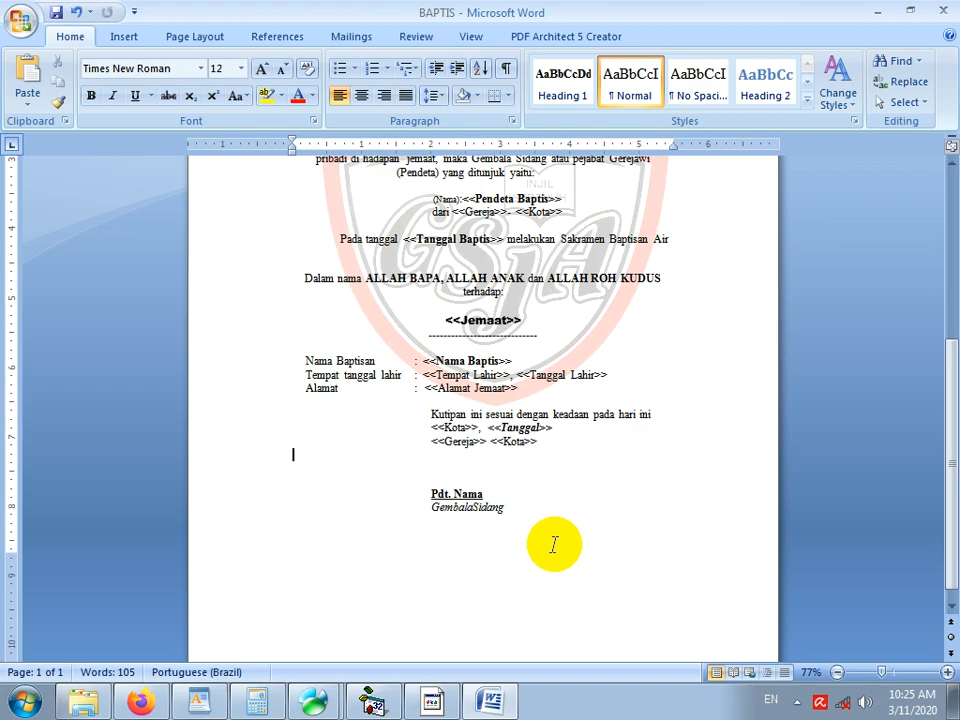 BAPTIS - Microsoft Word
Home Insert Page Layout References Mailings Review View PDF Architect 5 Creator
Paste
Clipboard
Times New Roman 12
Font
Paragraph
AaBbCcDd AaBbCcI AaBbCcI AaBbCc
Heading 1 ¶ Normal ¶ No Spaci... Heading 2
Change Styles
Styles
Find
Replace
Select
Editing
pribadi di hadapan jemaat, maka Gembala Sidang atau pejabat Gerejawi
(Pendeta) yang ditunjuk yaitu:
INJIL
(Nama):<<Pendeta Baptis>>
dari <<Gereja>>- <<Kota>>
Pada tanggal <<Tanggal Baptis>> melakukan Sakramen Baptisan Air
GSJA
Dalam nama ALLAH BAPA, ALLAH ANAK dan ALLAH ROH KUDUS
terhadap:
<<Jemaat>>
----------------------------
Nama Baptisan : <<Nama Baptis>>
Tempat tanggal lahir : <<Tempat Lahir>>, <<Tanggal Lahir>>
Alamat : <<Alamat Jemaat>>
Kutipan ini sesuai dengan keadaan pada hari ini
<<Kota>>, <<Tanggal>>
<<Gereja>> <<Kota>>
Pdt. Nama
GembalaSidang
Page: 1 of 1 Words: 105 Portuguese (Brazil) 77%
EN 10:25 AM
3/11/2020